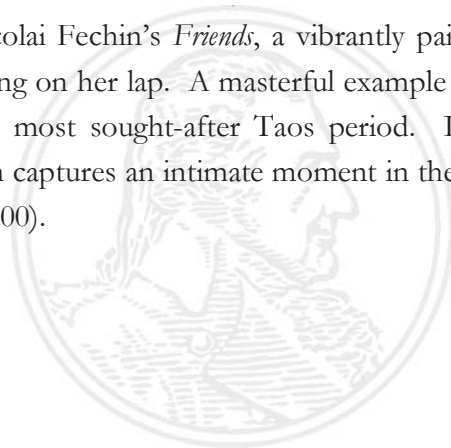 colai Fechin’s Friends, a vibrantly pai
ng on her lap. A masterful example
most sought-after Taos period.
captures an intimate moment in the
00).